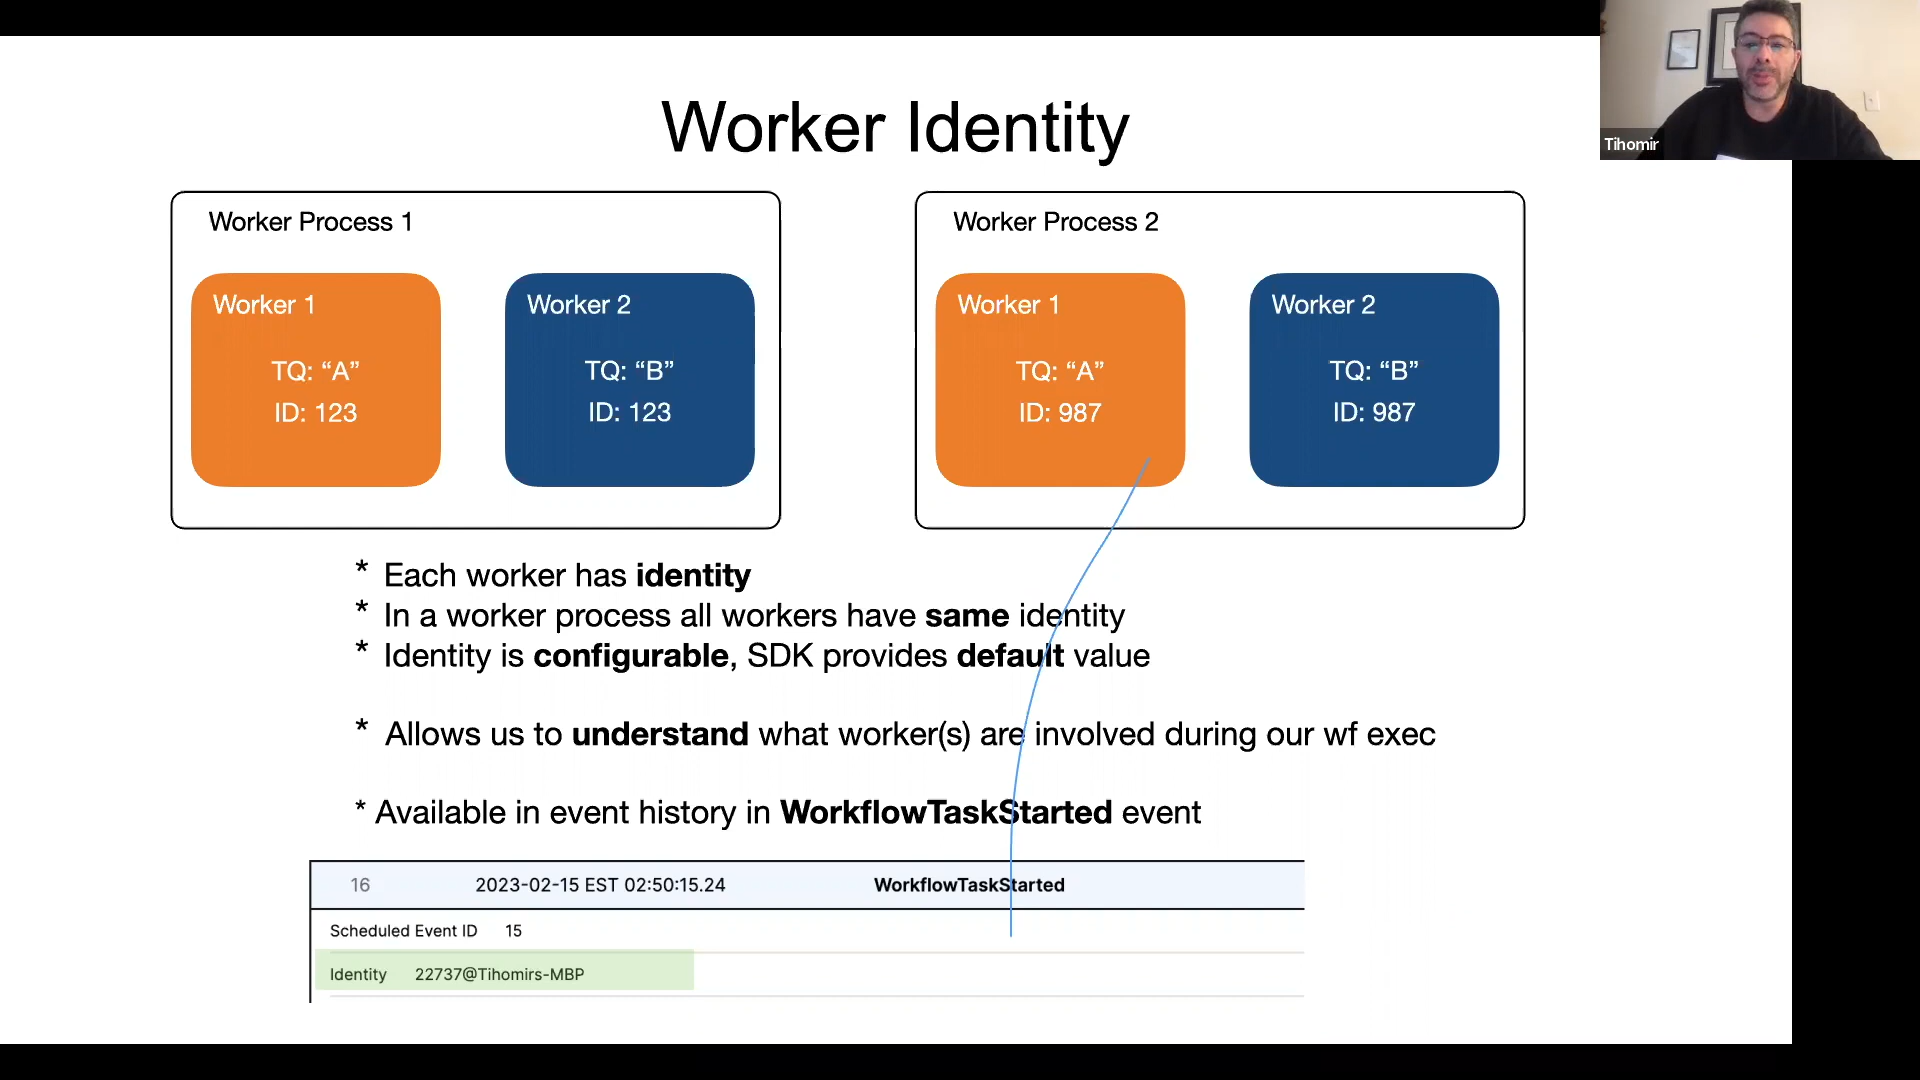 Tihomir
Worker Identity
Worker Process 1
Worker 1
TQ: “A”
ID: 123
Worker 2
TQ: “B”
ID: 123
Worker Process 2
Worker 1
TQ: “A”
ID: 987
Worker 2
TQ: “B”
ID: 987
* Each worker has identity
* In a worker process all workers have same identity
* Identity is configurable, SDK provides default value
* Allows us to understand what worker(s) are involved during our wf exec
* Available in event history in WorkflowTaskStarted event
16 2023-02-15 EST 02:50:15.24 WorkflowTaskStarted
Scheduled Event ID 15
Identity 22737@Tihomirs-MBP